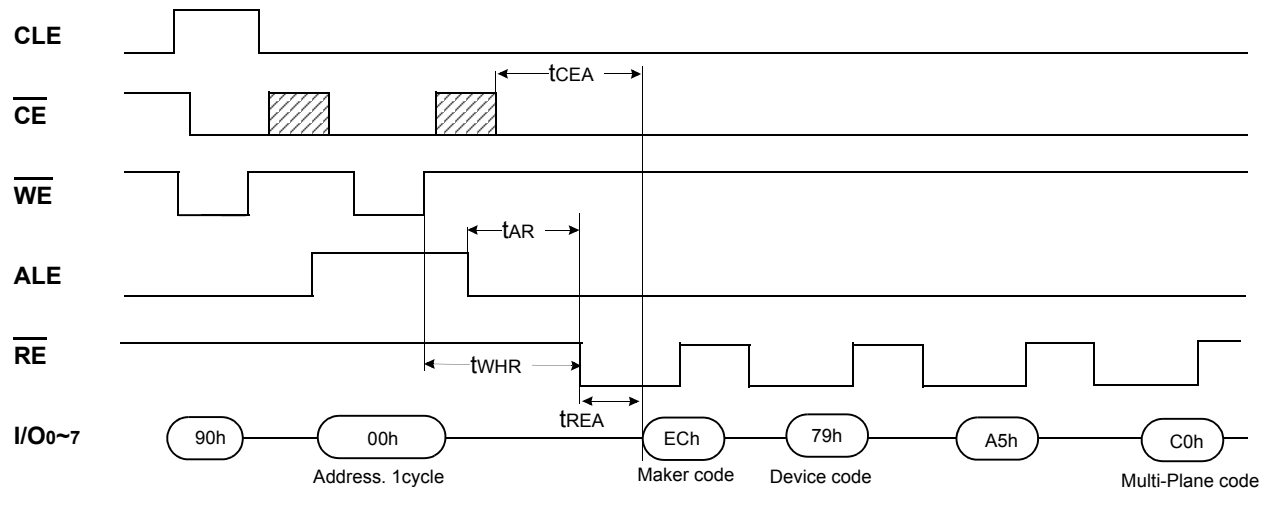 CLE
tCEA
CE
WE
tAR
ALE
RE
tWHR
tREA
I/O0~7
90h
00h
ECh
79h
A5h
C0h
Address. 1cycle
Maker code
Device code
Multi-Plane code